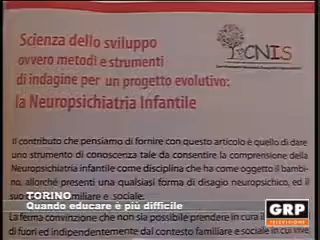 Scienza dello sviluppo
ovvero metodi e strumenti
di indagine per un progetto evolutivo:
la Neuropsichiatria Infantile
CNIS
Il contributo che pensiamo di fornire con questo articolo è quello di dare
uno strumento di conoscenza tale da consentire la comprensione della
Neuropsichiatria infantile come disciplina che ha come oggetto il bambi-
no, allorché presenti una qualsiasi forma di disagio neuropsichico, ed il
suo familiare e sociale.
TORINO
Quando educare è più difficile
La ferma convinzione che non sia possibile prendere in cura il
di fuori ed indipendentemente dal contesto familiare e sociale in cui vive
GRP
TELEVISIONE